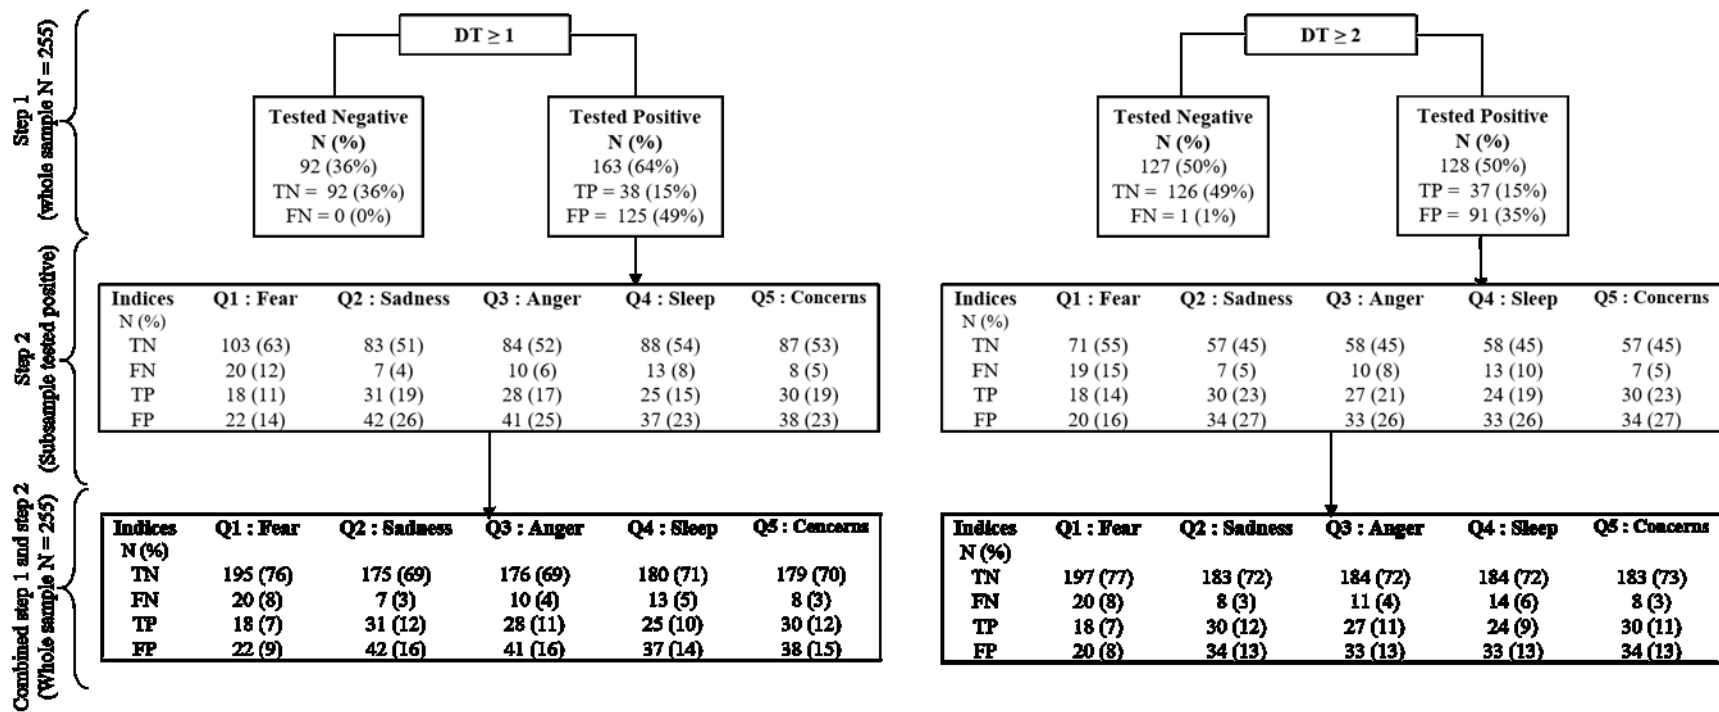 Step 1
(whole sample N = 255)
DT ≥ 1
Tested Negative
N (%)
92 (36%)
TN = 92 (36%)
FN = 0 (0%)
Tested Positive
N (%)
163 (64%)
TP = 38 (15%)
FP = 125 (49%)
DT ≥ 2
Tested Negative
N (%)
127 (50%)
TN = 126 (49%)
FN = 1 (1%)
Tested Positive
N (%)
128 (50%)
TP = 37 (15%)
FP = 91 (35%)
Step 2
(Subsample tested positive)
Indices Q1 : Fear Q2 : Sadness Q3 : Anger Q4 : Sleep Q5 : Concerns
N (%)
TN 103 (63) 83 (51) 84 (52) 88 (54) 87 (53)
FN 20 (12) 7 (4) 10 (6) 13 (8) 8 (5)
TP 18 (11) 31 (19) 28 (17) 25 (15) 30 (19)
FP 22 (14) 42 (26) 41 (25) 37 (23) 38 (23)
Indices Q1 : Fear Q2 : Sadness Q3 : Anger Q4 : Sleep Q5 : Concerns
N (%)
TN 71 (55) 57 (45) 58 (45) 58 (45) 57 (45)
FN 19 (15) 7 (5) 10 (8) 13 (10) 7 (5)
TP 18 (14) 30 (23) 27 (21) 24 (19) 30 (23)
FP 20 (16) 34 (27) 33 (26) 33 (26) 34 (27)
Combined step 1 and step 2
(Whole sample N = 255)
Indices Q1 : Fear Q2 : Sadness Q3 : Anger Q4 : Sleep Q5 : Concerns
N (%)
TN 195 (76) 175 (69) 176 (69) 180 (71) 179 (70)
FN 20 (8) 7 (3) 10 (4) 13 (5) 8 (3)
TP 18 (7) 31 (12) 28 (11) 25 (10) 30 (12)
FP 22 (9) 42 (16) 41 (16) 37 (14) 38 (15)
Indices Q1 : Fear Q2 : Sadness Q3 : Anger Q4 : Sleep Q5 : Concerns
N (%)
TN 197 (77) 183 (72) 184 (72) 184 (72) 183 (73)
FN 20 (8) 8 (3) 11 (4) 14 (6) 8 (3)
TP 18 (7) 30 (12) 27 (11) 24 (9) 30 (11)
FP 20 (8) 34 (13) 33 (13) 33 (13) 34 (13)